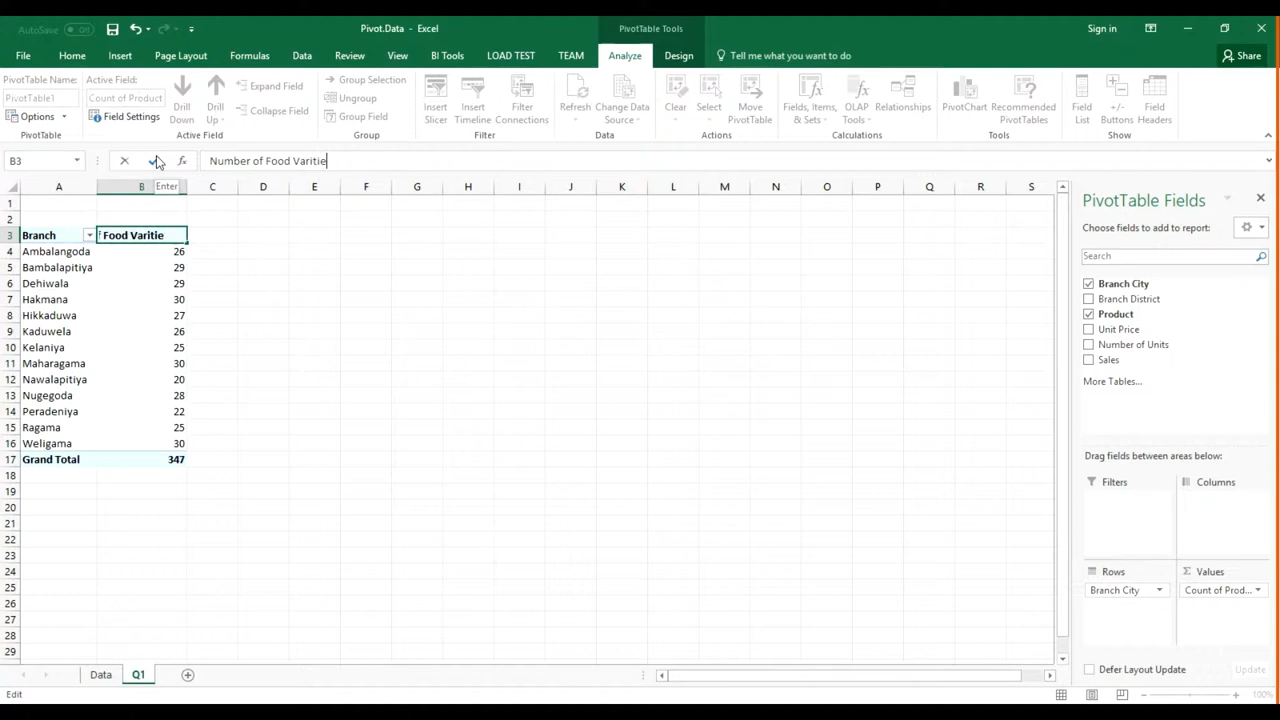 AutoSave Off Pivot.Data - Excel PivotTable Tools Sign in
File Home Insert Page Layout Formulas Data Review View BI Tools LOAD TEST TEAM Analyze Design Tell me what you want to do Share
PivotTable Name:
PivotTable1
Options
PivotTable
Active Field:
Count of Product
Field Settings
Drill Down
Drill Up
Expand Field
Collapse Field
Active Field
Group Selection
Ungroup
Group Field
Group
Insert Slicer
Insert Timeline
Filter Connections
Filter
Refresh
Change Data Source
Data
Clear
Select
Move PivotTable
Actions
Fields, Items, & Sets
OLAP Tools
Relationships
Calculations
PivotChart
Recommended PivotTables
Tools
Field List
+/- Buttons
Field Headers
Show
B3 fx Number of Food Varitie
Enter
A B C D E F G H I J K L M N O P Q R S
1
2
3 Branch Food Varitie
4 Ambalangoda 26
5 Bambalapitiya 29
6 Dehiwala 29
7 Hakmana 30
8 Hikkaduwa 27
9 Kaduwela 26
10 Kelaniya 25
11 Maharagama 30
12 Nawalapitiya 20
13 Nugegoda 28
14 Peradeniya 22
15 Ragama 25
16 Weligama 30
17 Grand Total 347
18
19
20
21
22
23
24
25
26
27
28
29
PivotTable Fields
Choose fields to add to report:
Search
Branch City
Branch District
Product
Unit Price
Number of Units
Sales
More Tables...
Drag fields between areas below:
Filters Columns
Rows Σ Values
Branch City Count of Prod...
Defer Layout Update Update
Data Q1
Edit 100%